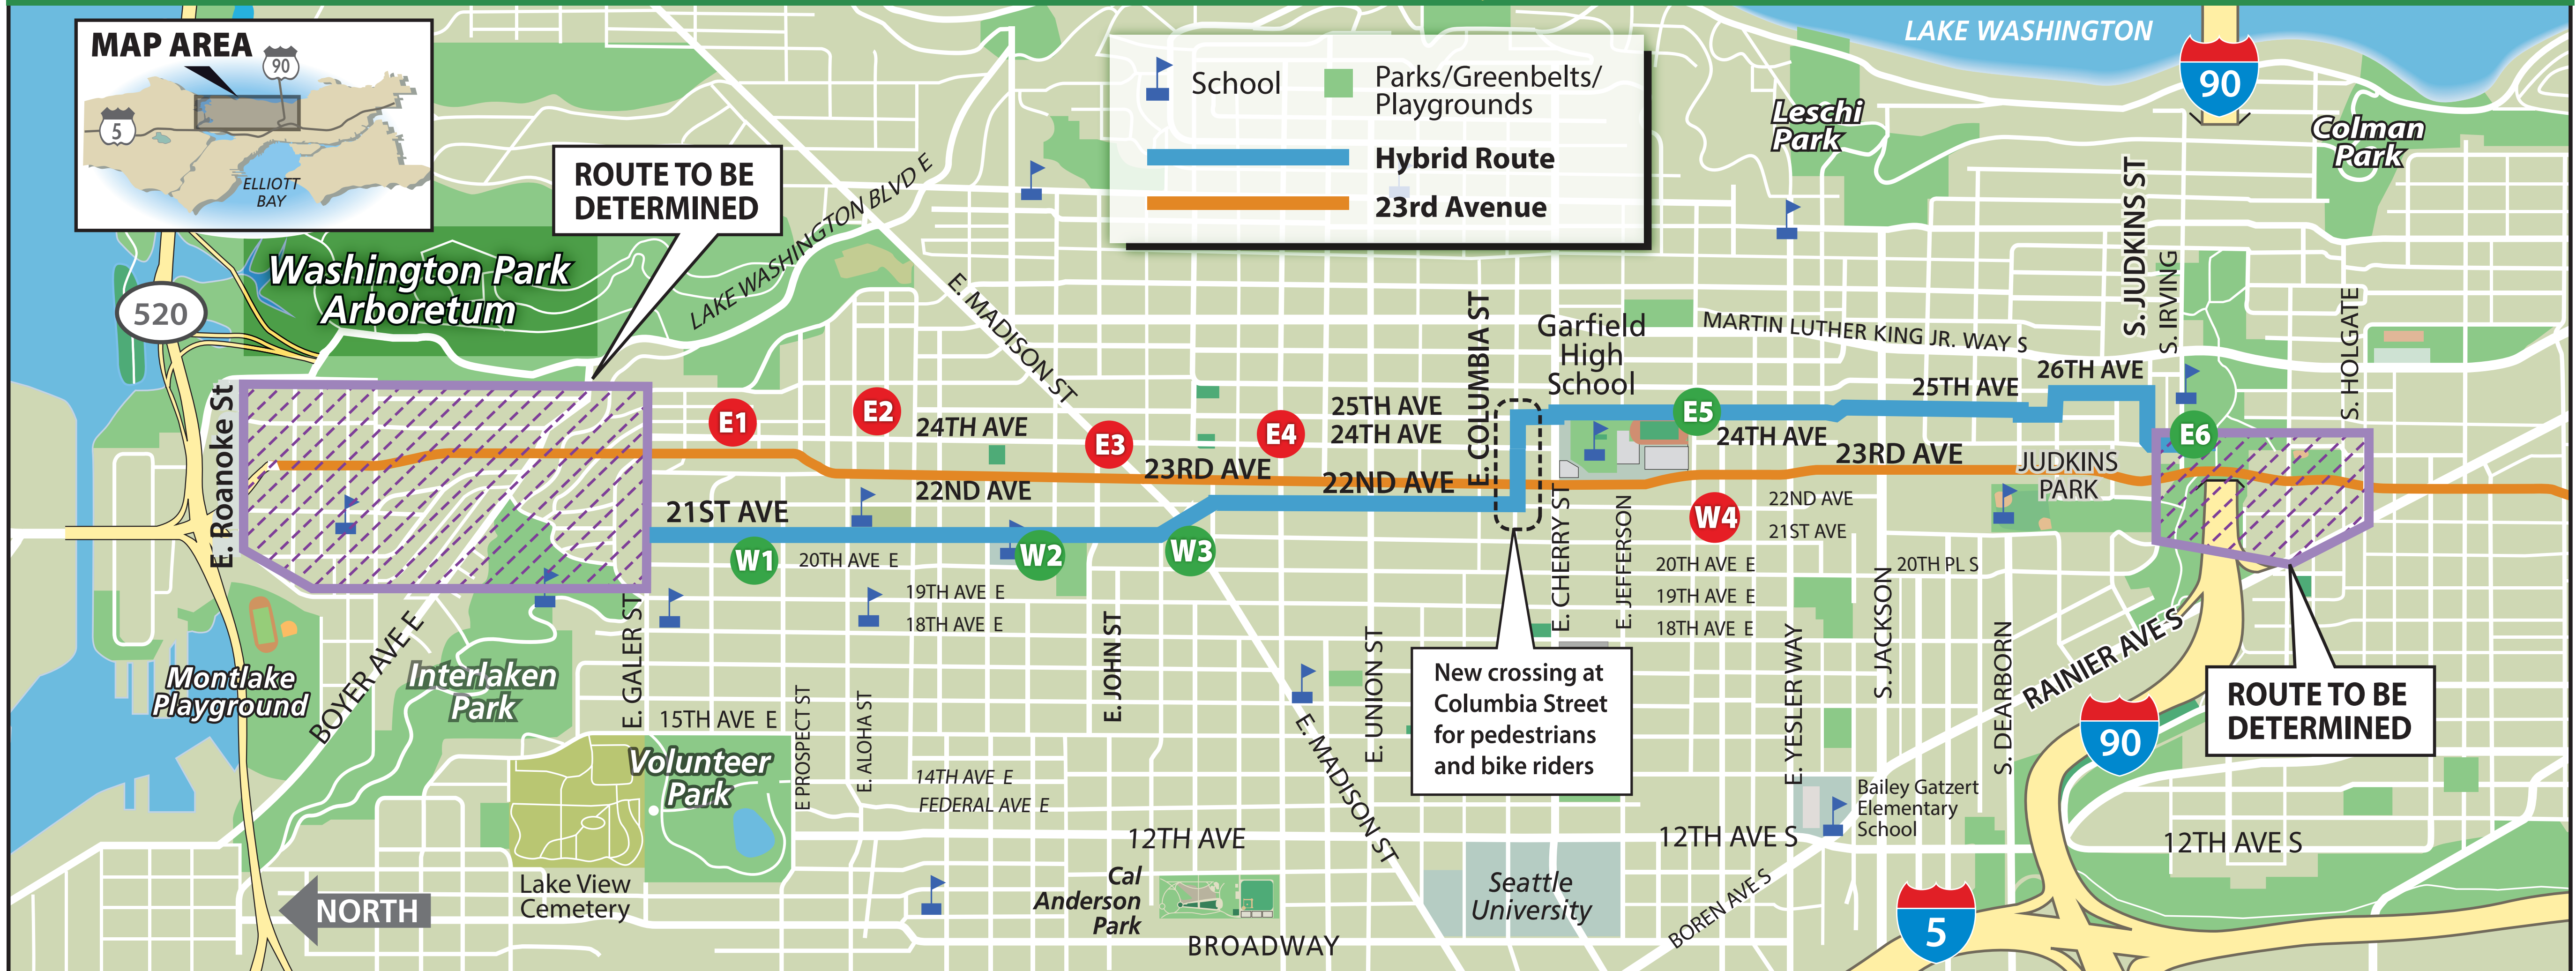 MAP AREA
90
5
ELLIOTT
BAY
School
Parks/Greenbelts/
Playgrounds
Hybrid Route
23rd Avenue
LAKE WASHINGTON
90
Leschi
Park
Colman
Park
ROUTE TO BE
DETERMINED
LAKE WASHINGTON BLVD E
Washington Park
Arboretum
520
E. MADISON ST
E. COLUMBIA ST
Garfield
High
School
MARTIN LUTHER KING JR. WAY S
S. JUDKINS ST
S. IRVING
S. HOLGATE
E. Roanoke St
E1
E2
24TH AVE
E3
E4
25TH AVE
24TH AVE
E5
24TH AVE
25TH AVE
26TH AVE
E6
23RD AVE
23RD AVE
JUDKINS
PARK
21ST AVE
22ND AVE
22ND AVE
W1
W2
W3
W4
22ND AVE
21ST AVE
20TH AVE E
19TH AVE E
18TH AVE E
20TH AVE E
19TH AVE E
18TH AVE E
20TH PL S
E. CHERRY ST
E. JEFFERSON
Montlake
Playground
BOYER AVE E
Interlaken
Park
E. GALER ST
15TH AVE E
E PROSPECT ST
E. ALOHA ST
E. JOHN ST
E. UNION ST
New crossing at
Columbia Street
for pedestrians
and bike riders
E. YESLER WAY
S. JACKSON
S. DEARBORN
RAINIER AVE S
90
ROUTE TO BE
DETERMINED
Volunteer
Park
14TH AVE E
FEDERAL AVE E
E. MADISON ST
12TH AVE
12TH AVE S
Bailey Gatzert
Elementary
School
12TH AVE S
NORTH
Lake View
Cemetery
Cal
Anderson
Park
BROADWAY
Seattle
University
BOREN AVE S
5